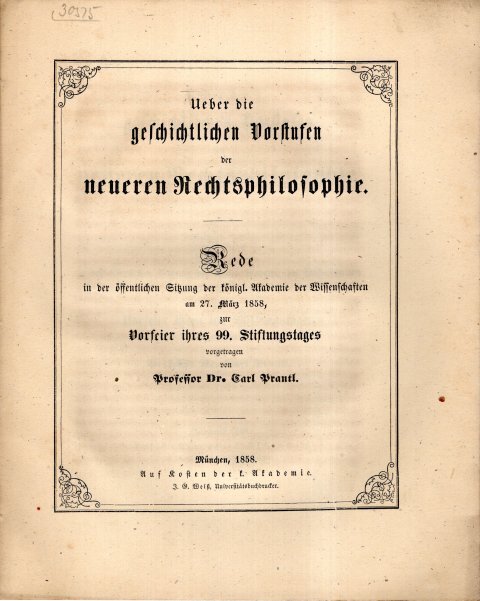 30575
Ueber die
geſchichtlichen Vorſtufen
der
neueren Rechtsphiloſophie.
Rede
in der öffentlichen Sitzung der königl. Akademie der Wiſſenſchaften
am 27. März 1858,
zur
Vorfeier ihres 99. Stiftungstages
vorgetragen
von
Profeſſor Dr. Carl Prantl.
München, 1858.
Auf Koſten der k. Akademie.
J. G. Weiß, Univerſitätsbuchdrucker.